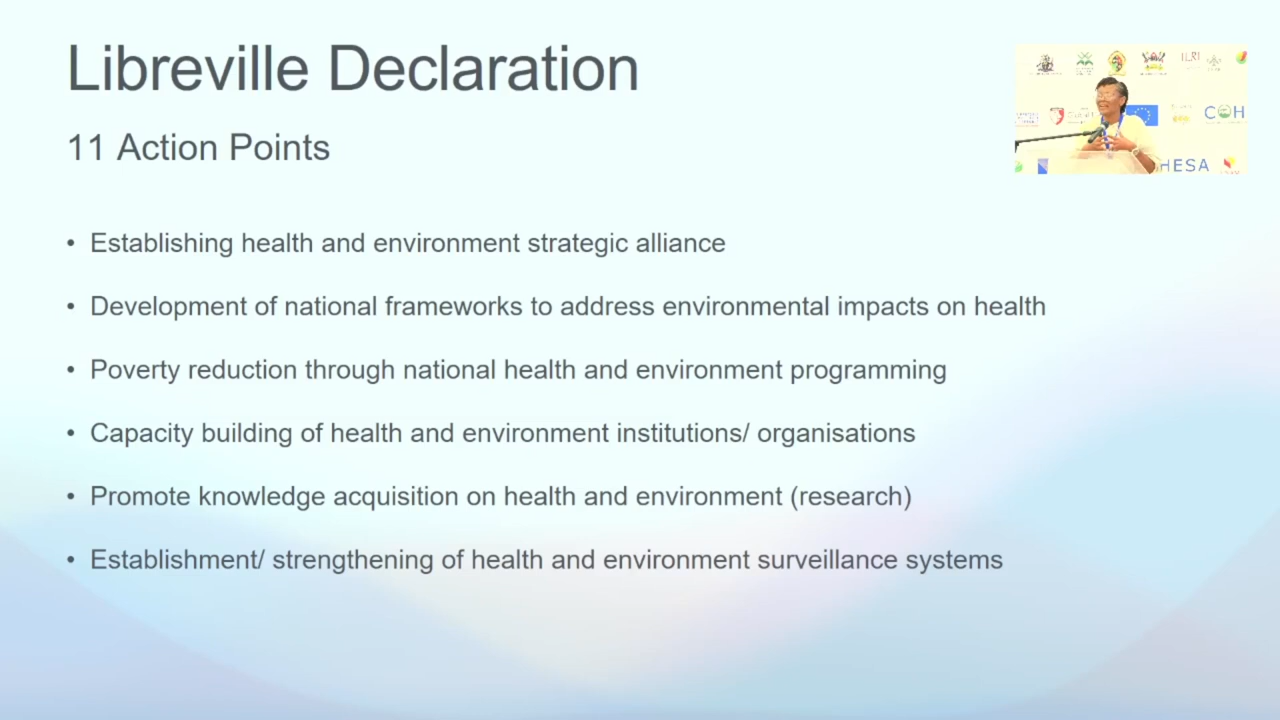 Libreville Declaration
11 Action Points
• Establishing health and environment strategic alliance
• Development of national frameworks to address environmental impacts on health
• Poverty reduction through national health and environment programming
• Capacity building of health and environment institutions/ organisations
• Promote knowledge acquisition on health and environment (research)
• Establishment/ strengthening of health and environment surveillance systems
ILRI
COH
HESA